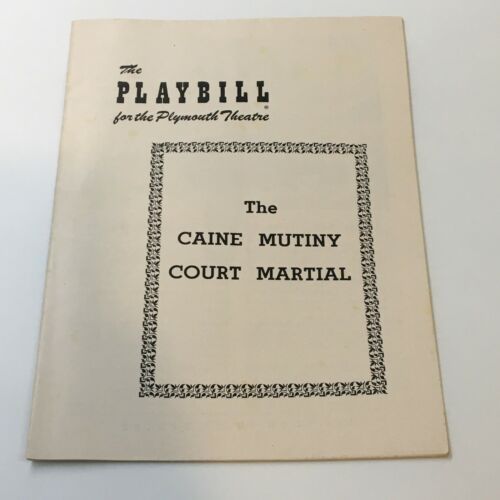 The
PLAYBILL
for the Plymouth Theatre
The
CAINE MUTINY
COURT MARTIAL